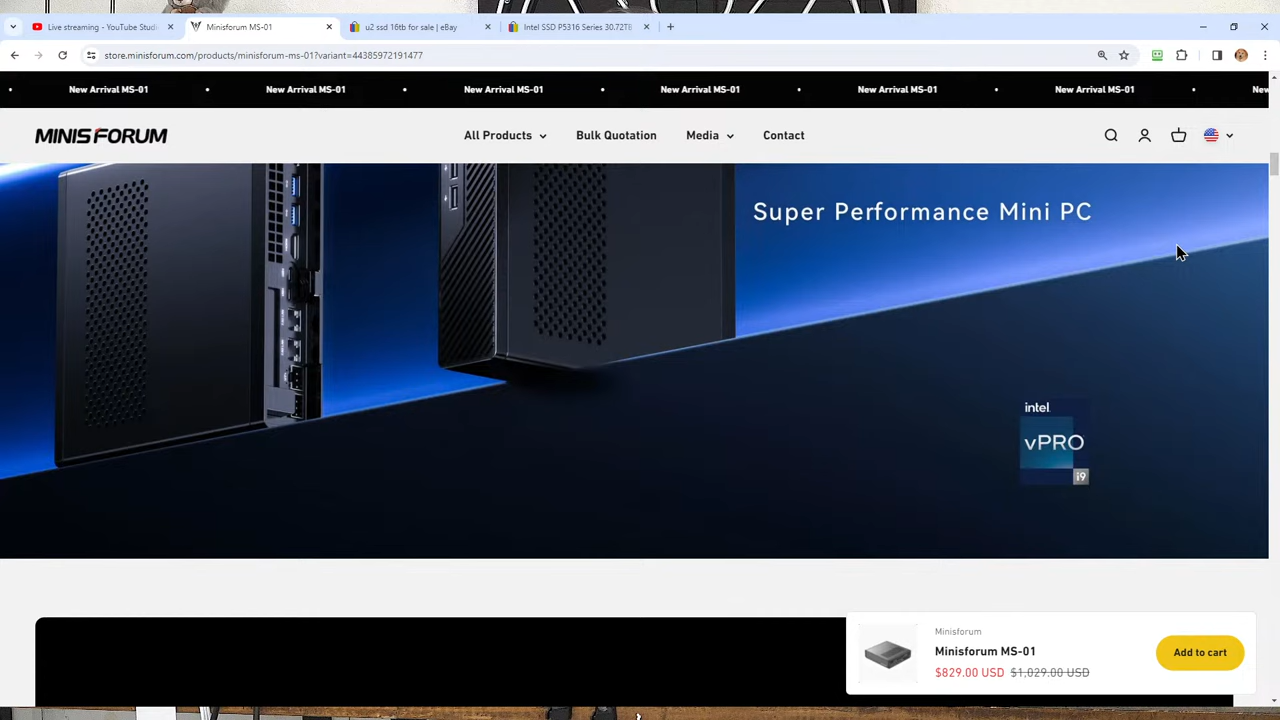 Live streaming - YouTube Studi
Minisforum MS-01
u2 ssd 16tb for sale | eBay
Intel SSD P5316 Series 30.72TB
store.minisforum.com/products/minisforum-ms-01?variant=44385972191477
New Arrival MS-01 • New Arrival MS-01 • New Arrival MS-01 • New Arrival MS-01 • New Arrival MS-01 • New Arrival MS-01 • New
MINISFORUM
All Products
Bulk Quotation
Media
Contact
Super Performance Mini PC
intel
vPRO
i9
Minisforum
Minisforum MS-01
$829.00 USD $1,029.00 USD
Add to cart